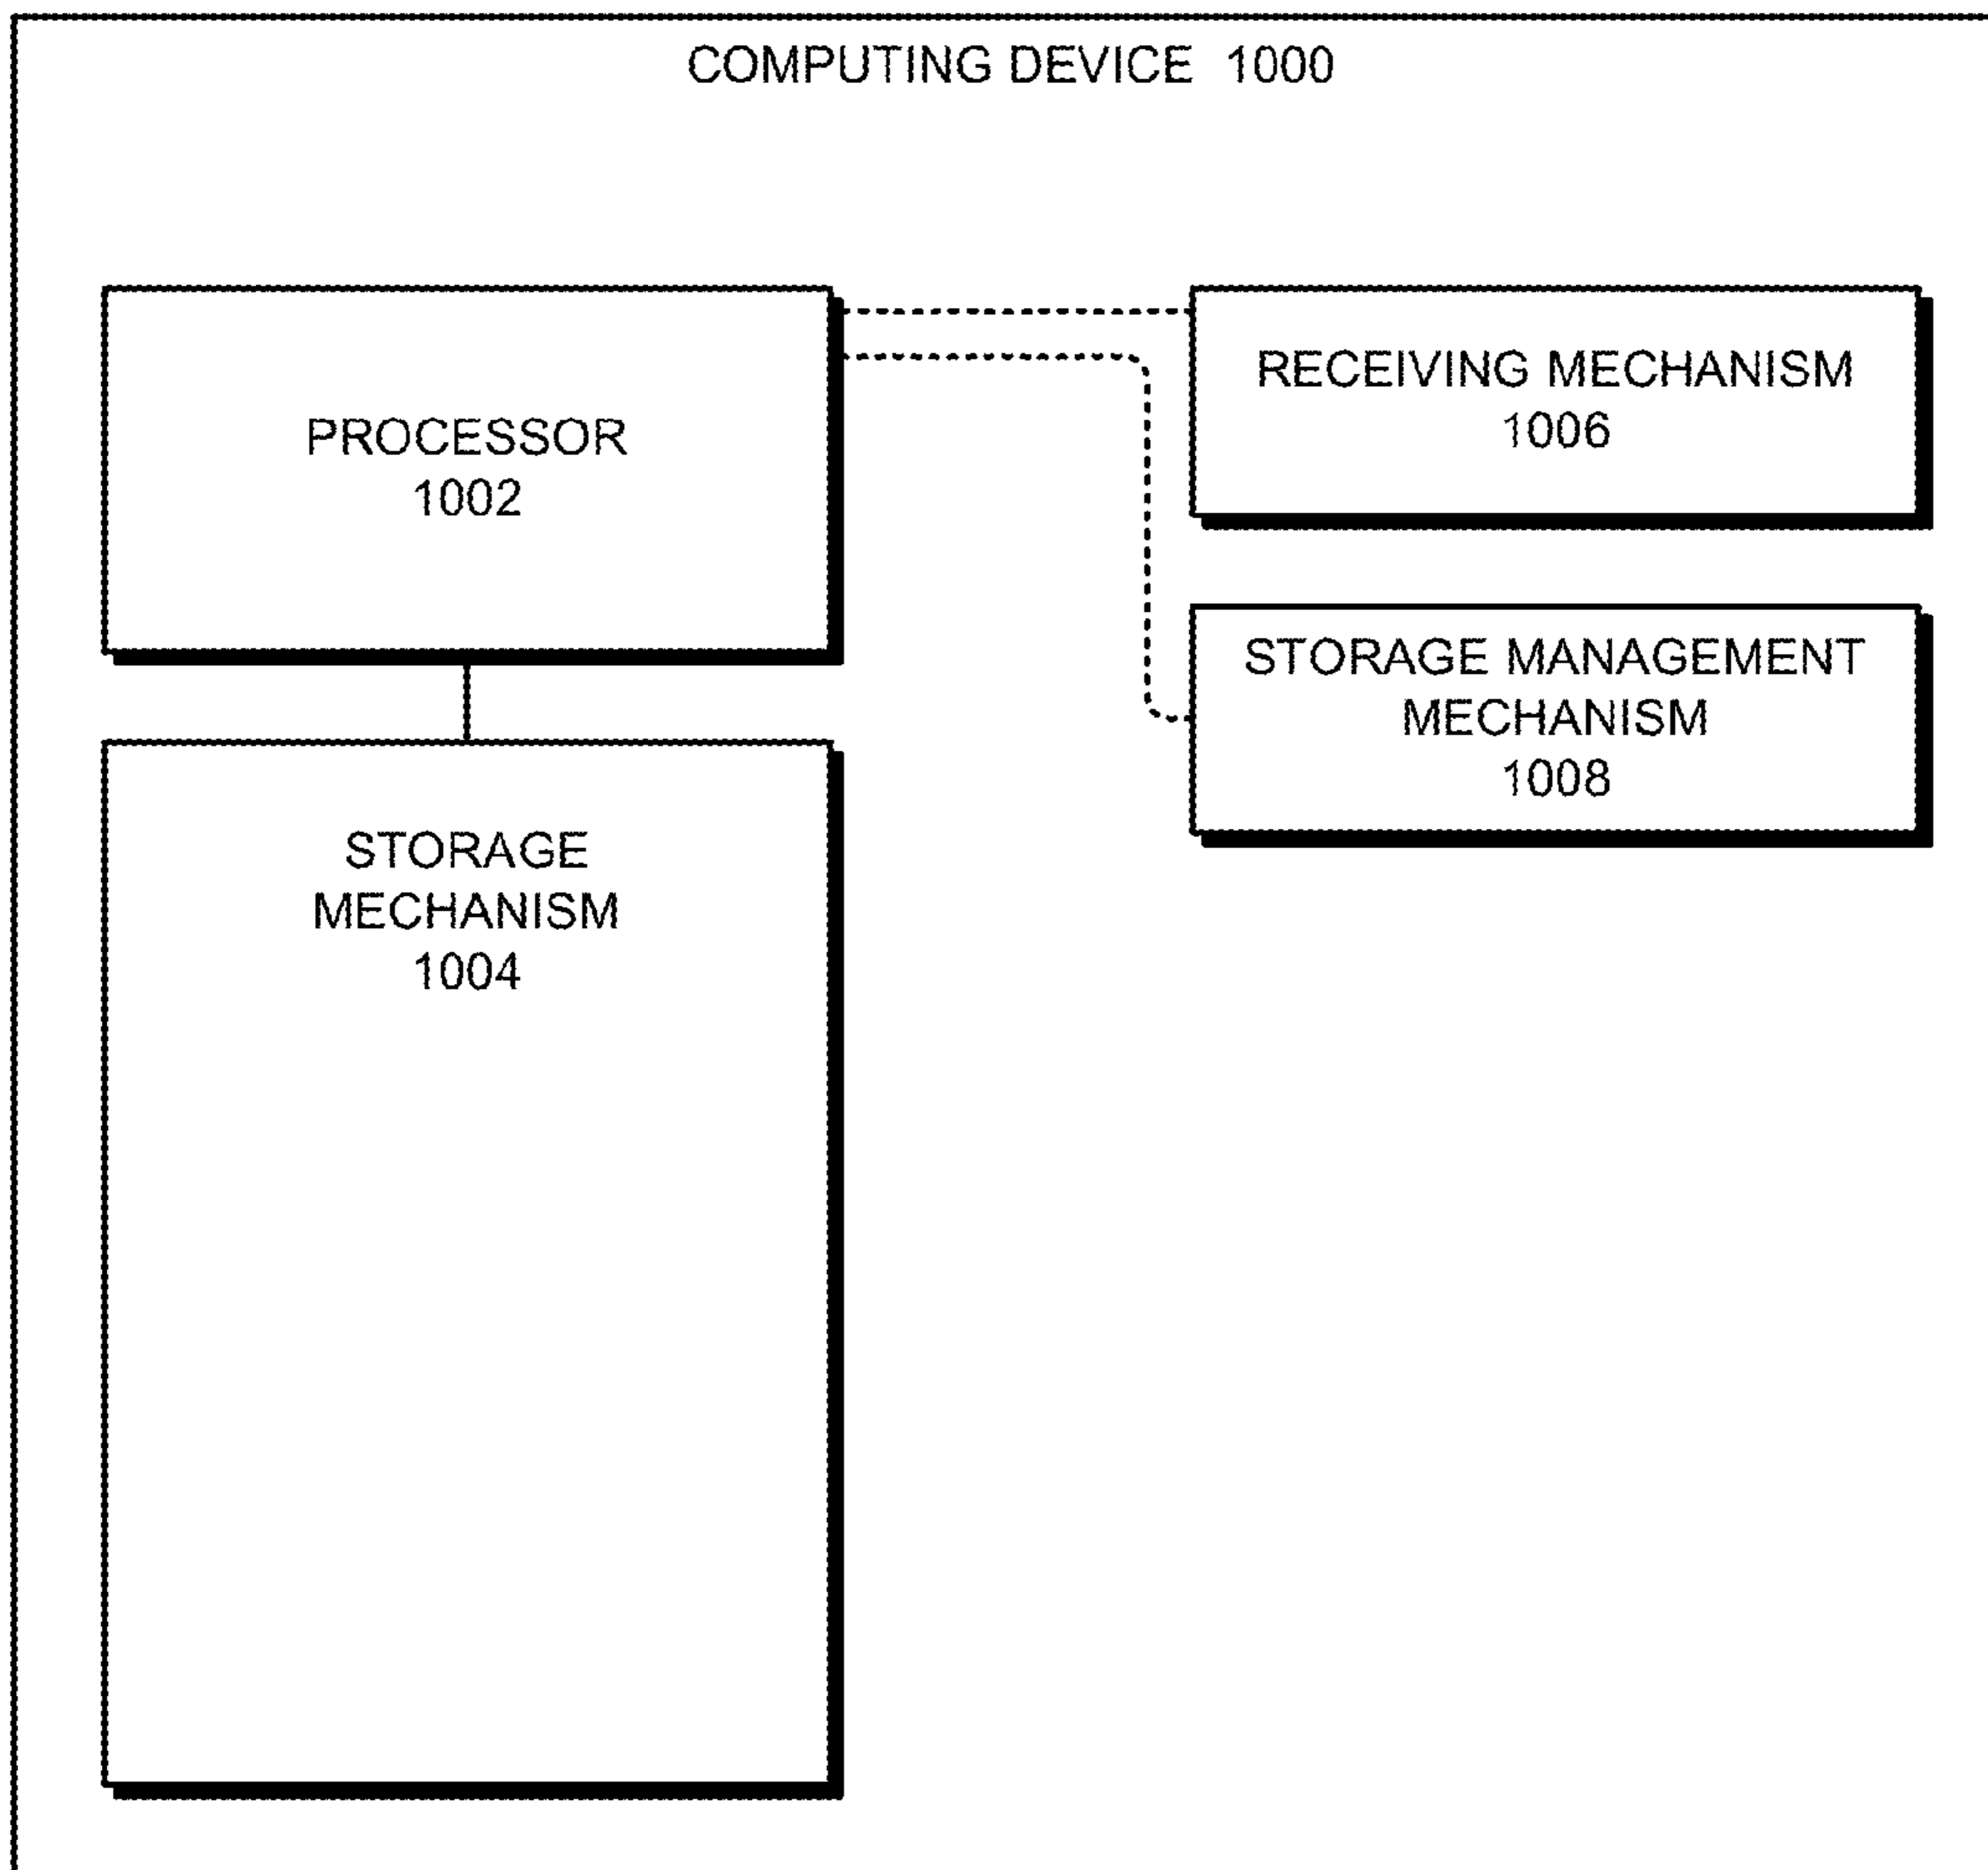 COMPUTING DEVICE 1000
PROCESSOR
1002
RECEIVING MECHANISM
1006
STORAGE MANAGEMENT
MECHANISM
1008
STORAGE
MECHANISM
1004